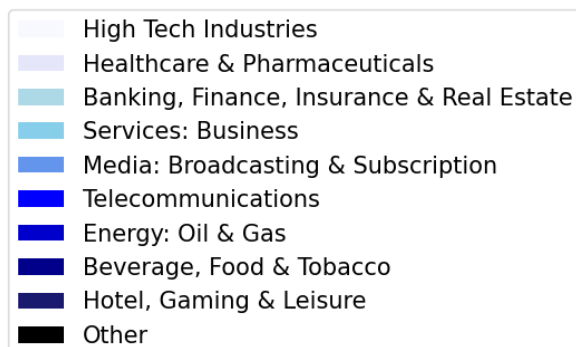 High Tech Industries
Healthcare & Pharmaceuticals
Banking, Finance, Insurance & Real Estate
Services: Business
Media: Broadcasting & Subscription
Telecommunications
Energy: Oil & Gas
Beverage, Food & Tobacco
Hotel, Gaming & Leisure
Other